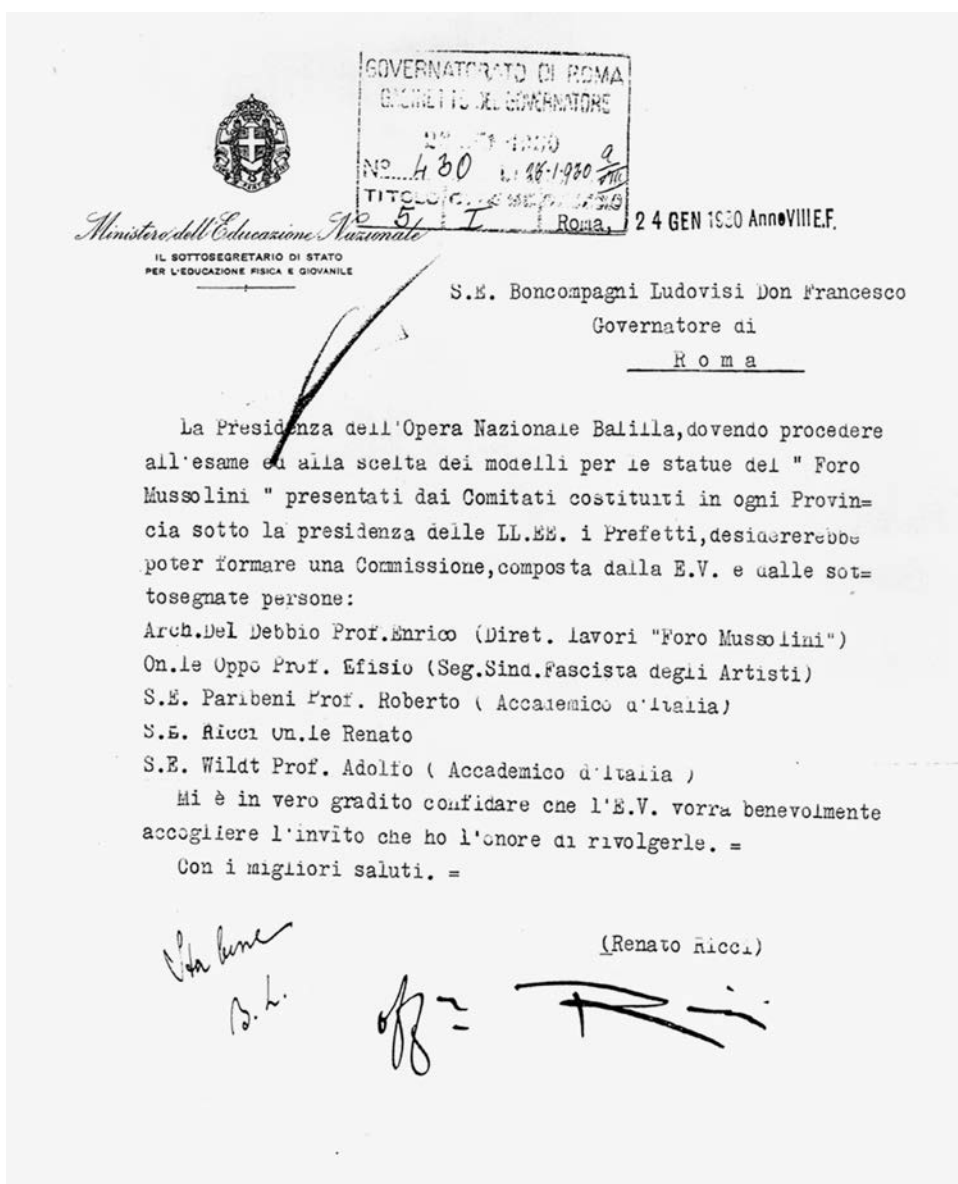 GOVERNATORATO DI ROMA
GABINETTO DEL GOVERNATORE
No 430 28-1-930
TITOLO
5 I
Ministero dell'Educazione Nazionale
IL SOTTOSEGRETARIO DI STATO
PER L'EDUCAZIONE FISICA E GIOVANILE
Roma, 24 GEN 1930 Anno VIII E.F.
S.E. Boncompagni Ludovisi Don Francesco
Governatore di
Roma
La Presidenza dell'Opera Nazionale Balilla,dovendo procedere
all'esame ed alla scelta dei modelli per le statue del " Foro
Mussolini " presentati dai Comitati costituiti in ogni Provin=
cia sotto la presidenza delle LL.EE. i Prefetti,desidererebbe
poter formare una Commissione,composta dalla E.V. e dalle sot=
tosegnate persone:
Arch.Del Debbio Prof.Enrico (Diret. lavori "Foro Mussolini")
On.le Oppo Prof. Efisio (Seg.Sind.Fascista degli Artisti)
S.E. Paribeni Prof. Roberto ( Accademico d'Italia)
S.E. Ricci On.le Renato
S.E. Wildt Prof. Adolfo ( Accademico d'Italia )
Mi è in vero gradito confidare che l'E.V. vorra benevolmente
accogliere l'invito che ho l'onore di rivolgerle. =
Con i migliori saluti. =
(Renato Ricci)
Sta bene
B. L.